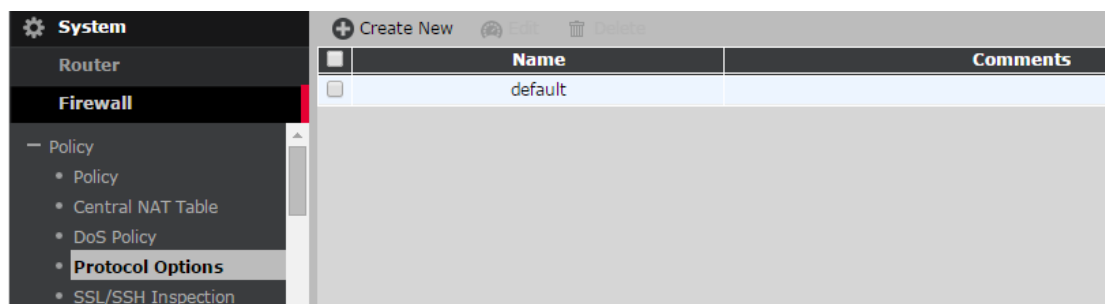 System
Router
Firewall
Policy
Policy
Central NAT Table
DoS Policy
Protocol Options
SSL/SSH Inspection
Create New Edit Delete
Name Comments
default